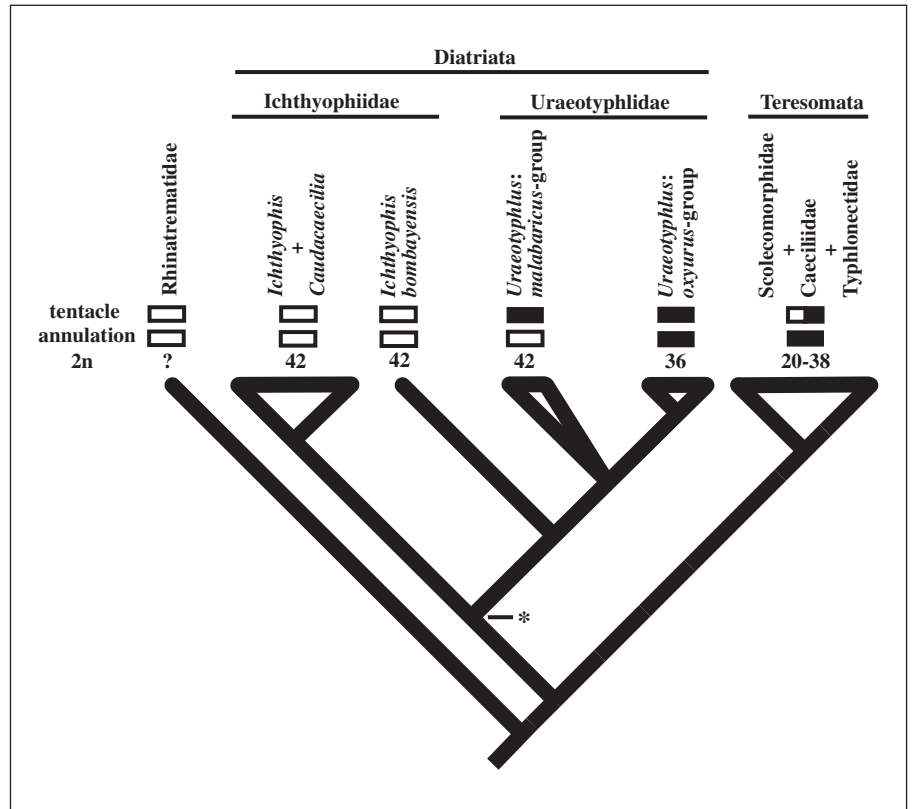 Diatriata
Ichthyophiidae
Uraeotyphlidae
Teresomata
Rhinatrematidae
Ichthyophis
+
Caudacaecilia
Ichthyophis
bombayensis
Uraeotyphlus:
malabaricus-group
Uraeotyphlus:
oxyurus-group
Scolecomorphidae
+
Caeciliidae
+
Typhlonectidae
tentacle
annulation
2n ? 42 42 42 36 20-38
*